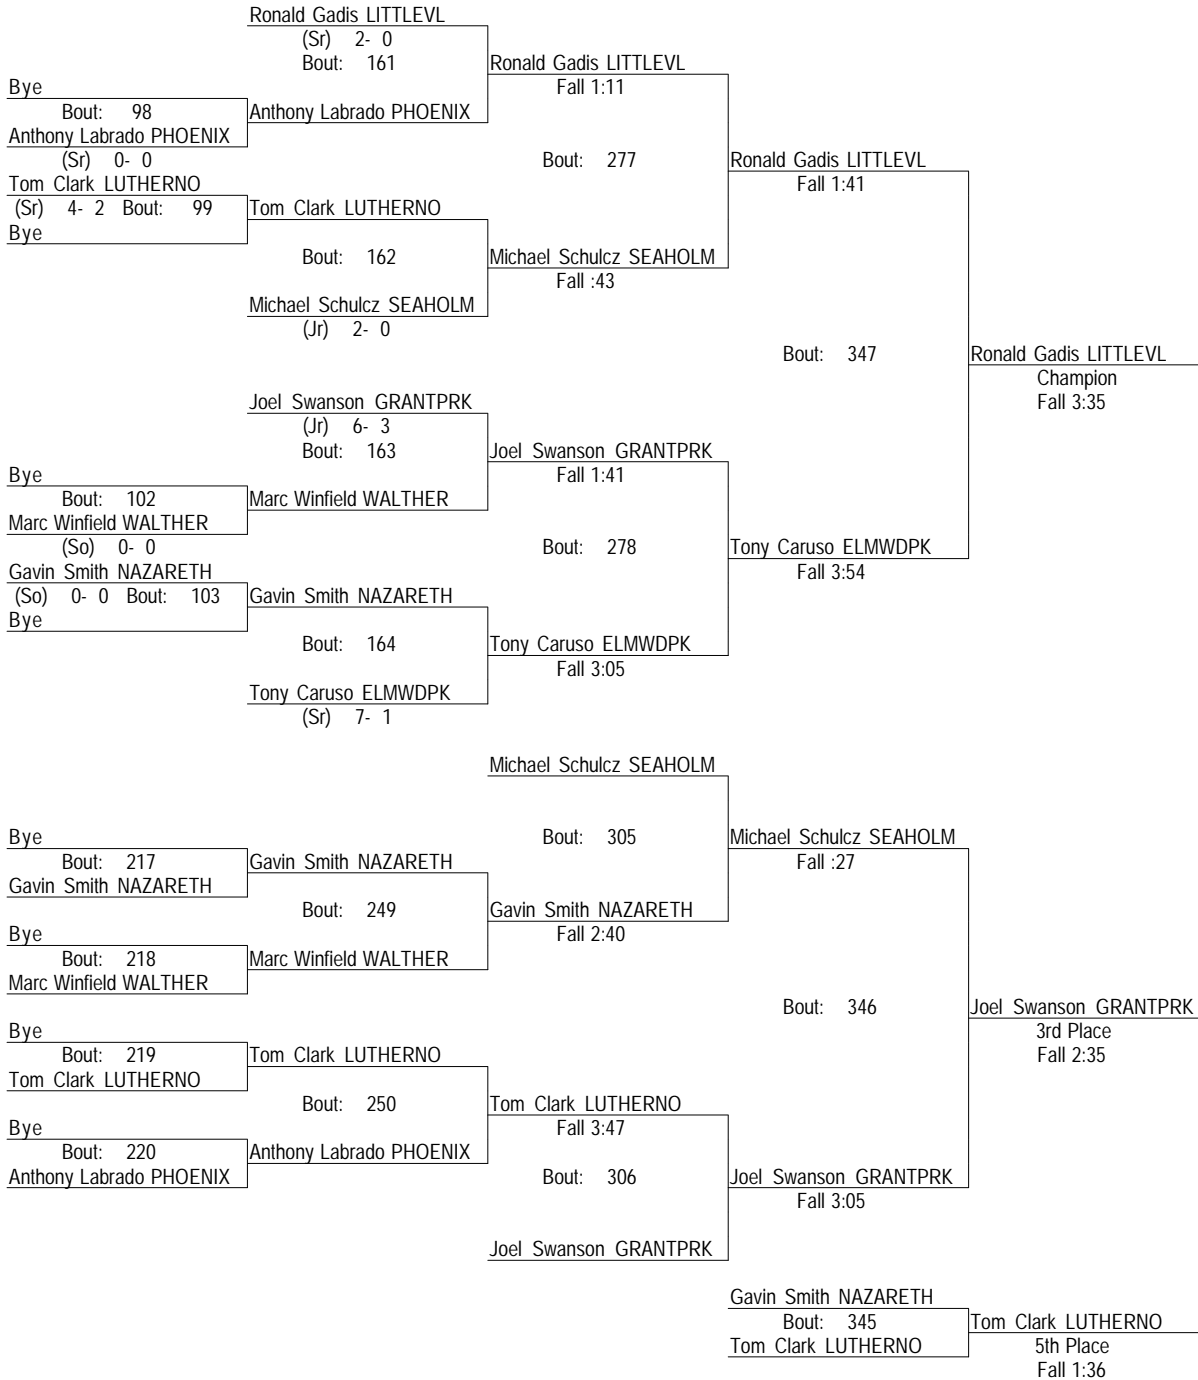 Ronald Gadis LITTLEVL
(Sr) 2- 0
Bout: 161
Ronald Gadis LITTLEVL
Fall 1:11
Bye
Bout: 98
Anthony Labrado PHOENIX
Anthony Labrado PHOENIX
(Sr) 0- 0
Bout: 277
Ronald Gadis LITTLEVL
Fall 1:41
Tom Clark LUTHERNO
(Sr) 4- 2 Bout: 99
Tom Clark LUTHERNO
Bye
Bout: 162
Michael Schulcz SEAHOLM
Fall :43
Michael Schulcz SEAHOLM
(Jr) 2- 0
Bout: 347
Ronald Gadis LITTLEVL
Champion
Fall 3:35
Joel Swanson GRANTPRK
(Jr) 6- 3
Bout: 163
Joel Swanson GRANTPRK
Fall 1:41
Bye
Bout: 102
Marc Winfield WALTHER
Marc Winfield WALTHER
(So) 0- 0
Bout: 278
Tony Caruso ELMWDPK
Fall 3:54
Gavin Smith NAZARETH
(So) 0- 0 Bout: 103
Gavin Smith NAZARETH
Bye
Bout: 164
Tony Caruso ELMWDPK
Fall 3:05
Tony Caruso ELMWDPK
(Sr) 7- 1
Michael Schulcz SEAHOLM
Bye
Bout: 305
Michael Schulcz SEAHOLM
Fall :27
Bout: 217
Gavin Smith NAZARETH
Gavin Smith NAZARETH
Bout: 249
Gavin Smith NAZARETH
Fall 2:40
Bye
Bout: 218
Marc Winfield WALTHER
Marc Winfield WALTHER
Bout: 346
Joel Swanson GRANTPRK
3rd Place
Fall 2:35
Bye
Bout: 219
Tom Clark LUTHERNO
Tom Clark LUTHERNO
Bout: 250
Tom Clark LUTHERNO
Fall 3:47
Bye
Bout: 220
Anthony Labrado PHOENIX
Anthony Labrado PHOENIX
Bout: 306
Joel Swanson GRANTPRK
Fall 3:05
Joel Swanson GRANTPRK
Gavin Smith NAZARETH
Bout: 345
Tom Clark LUTHERNO
Tom Clark LUTHERNO
5th Place
Fall 1:36